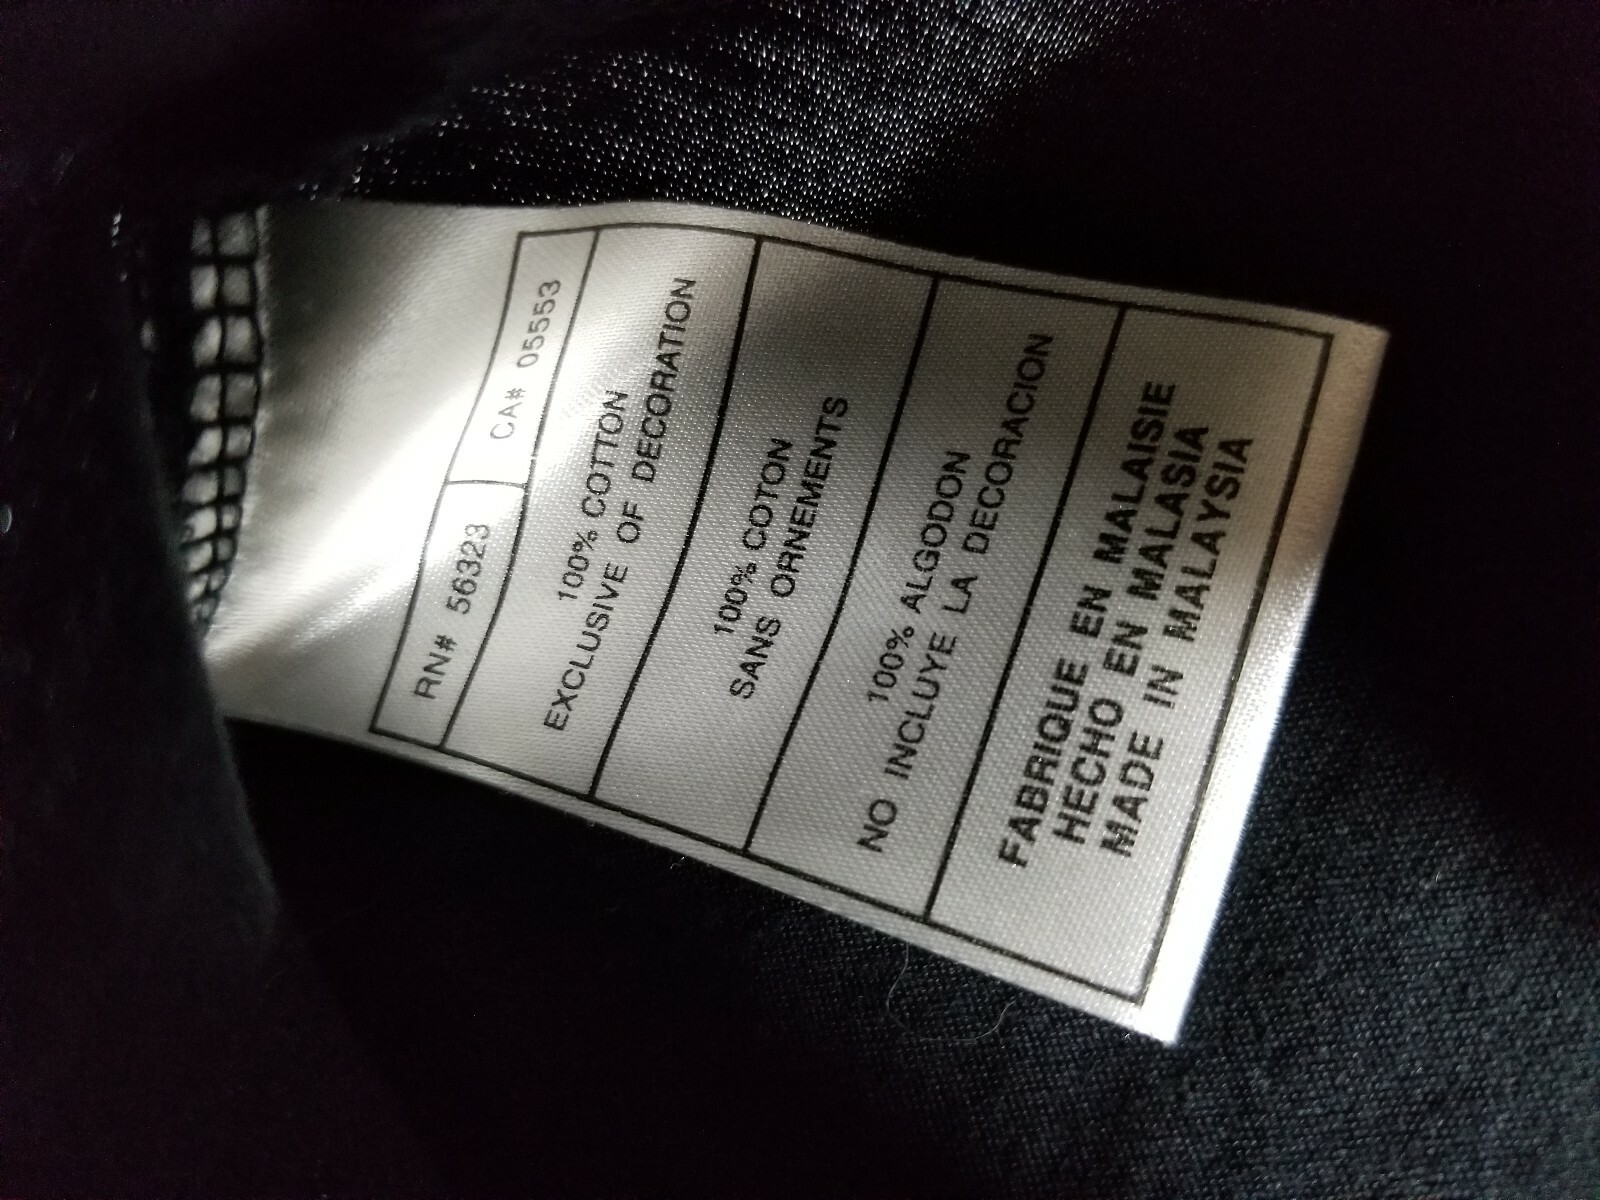 RN# 56323 CA# 05553
100% COTTON
EXCLUSIVE OF DECORATION
100% COTON
SANS ORNEMENTS
100% ALGODON
NO INCLUYE LA DECORACION
FABRIQUE EN MALAISIE
HECHO EN MALASIA
MADE IN MALAYSIA